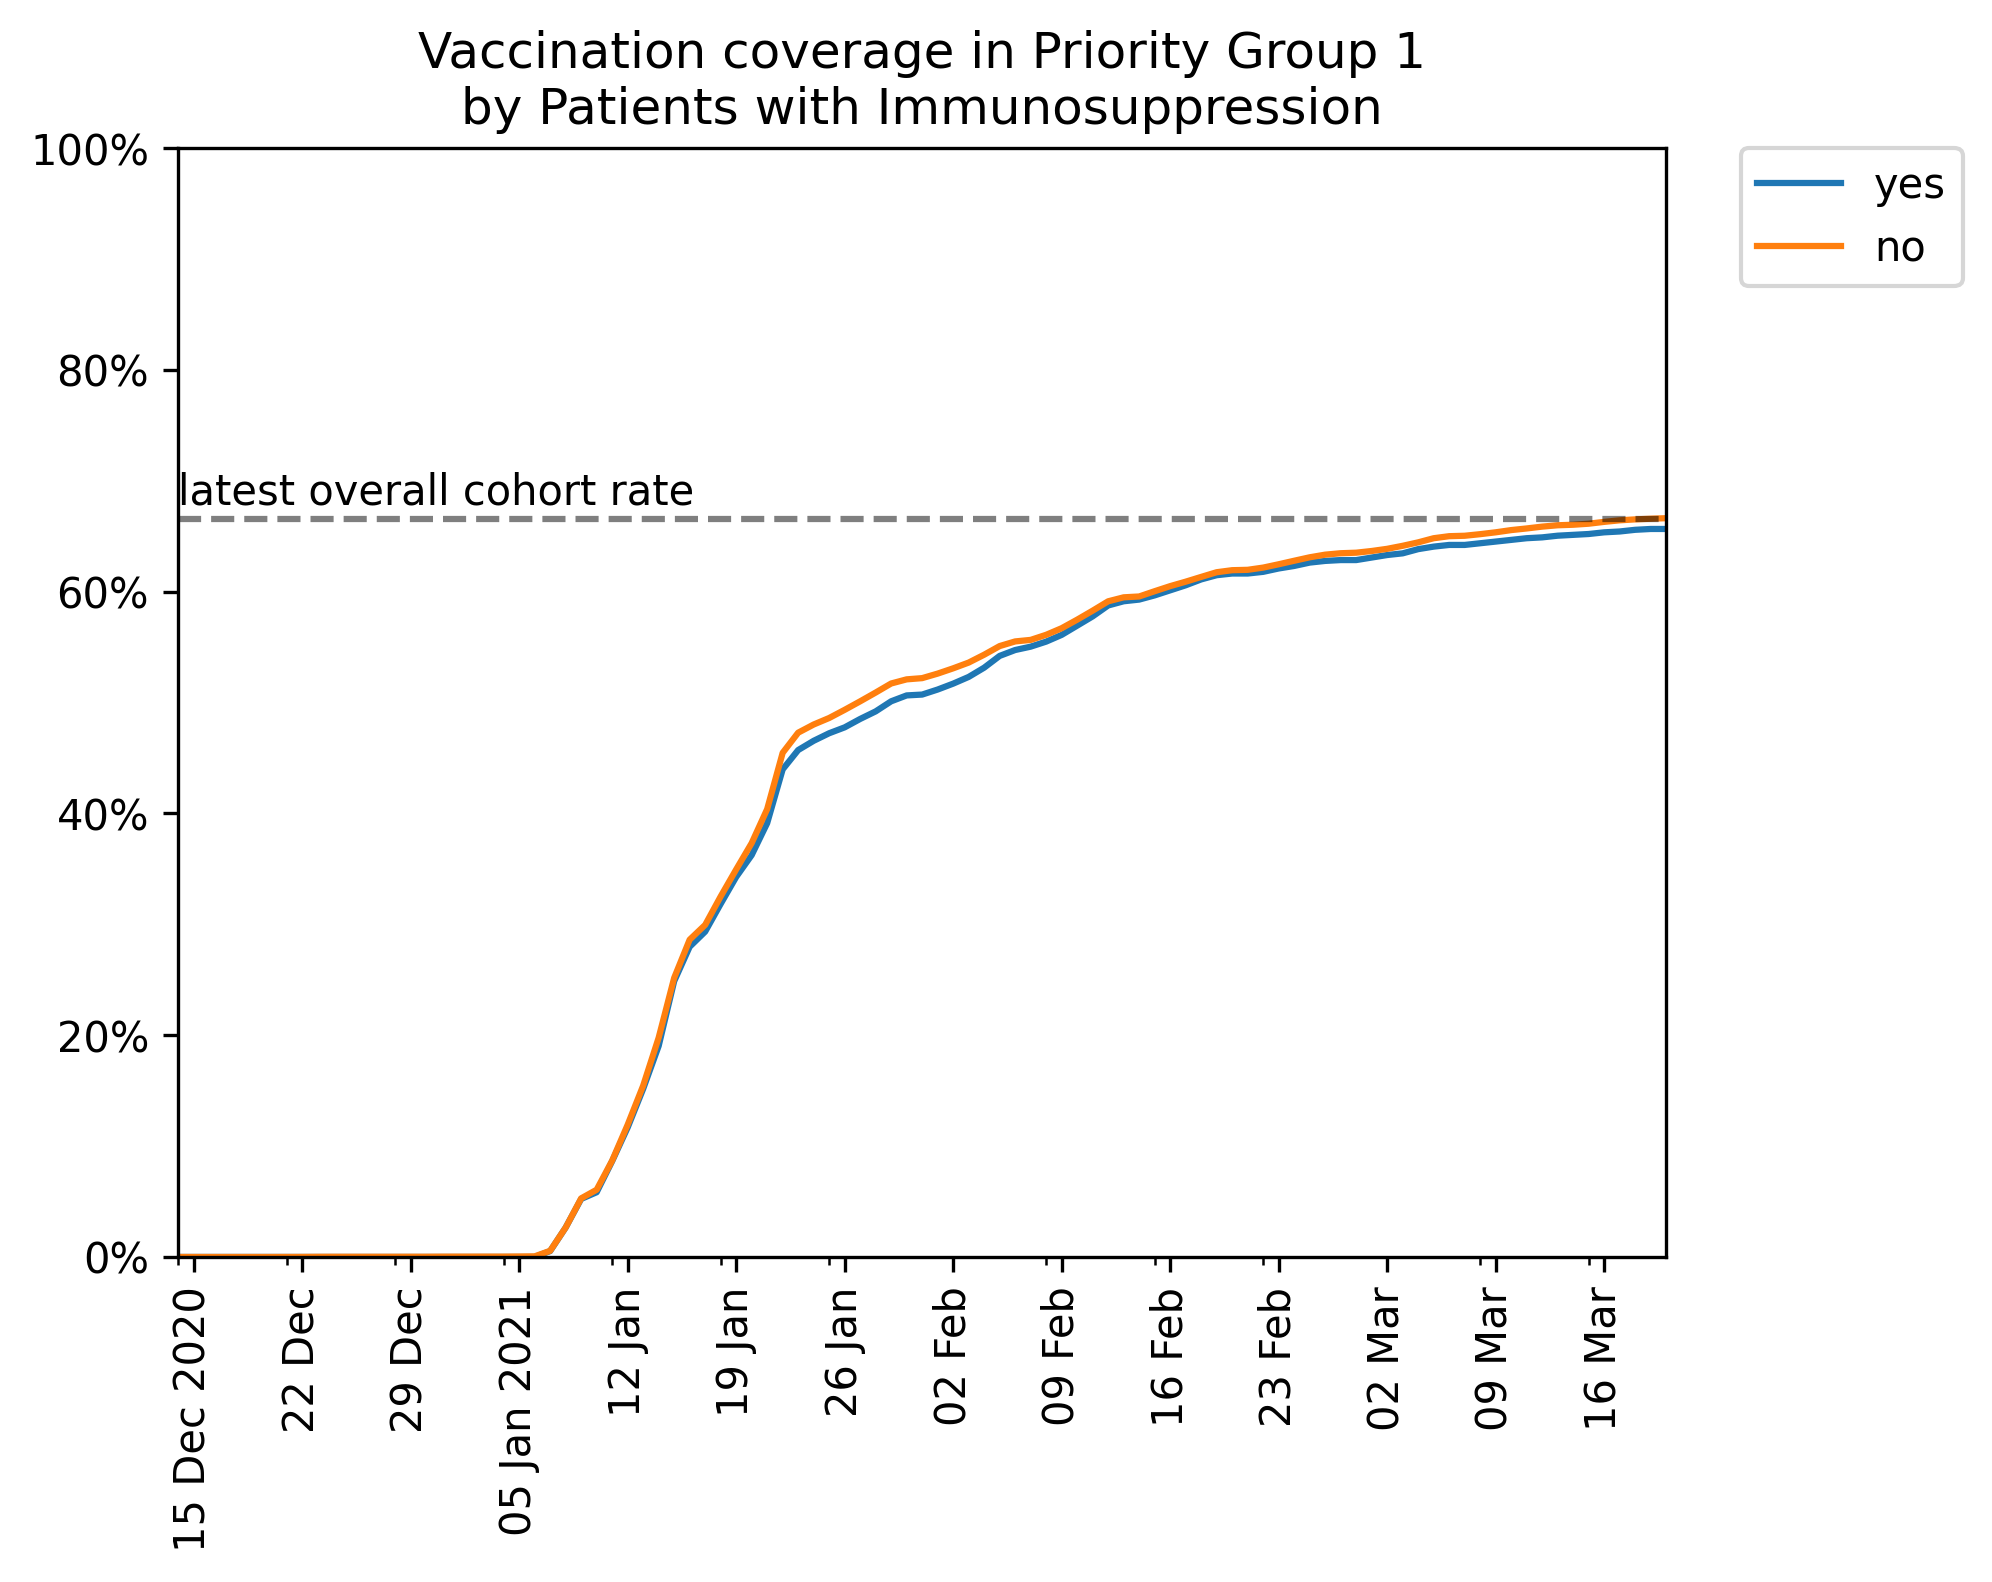 Vaccination coverage in Priority Group 1
by Patients with Immunosuppression
100%
80%
60%
40%
20%
0%
latest overall cohort rate
yes
no
15 Dec 2020
22 Dec
29 Dec
05 Jan 2021
12 Jan
19 Jan
26 Jan
02 Feb
09 Feb
16 Feb
23 Feb
02 Mar
09 Mar
16 Mar